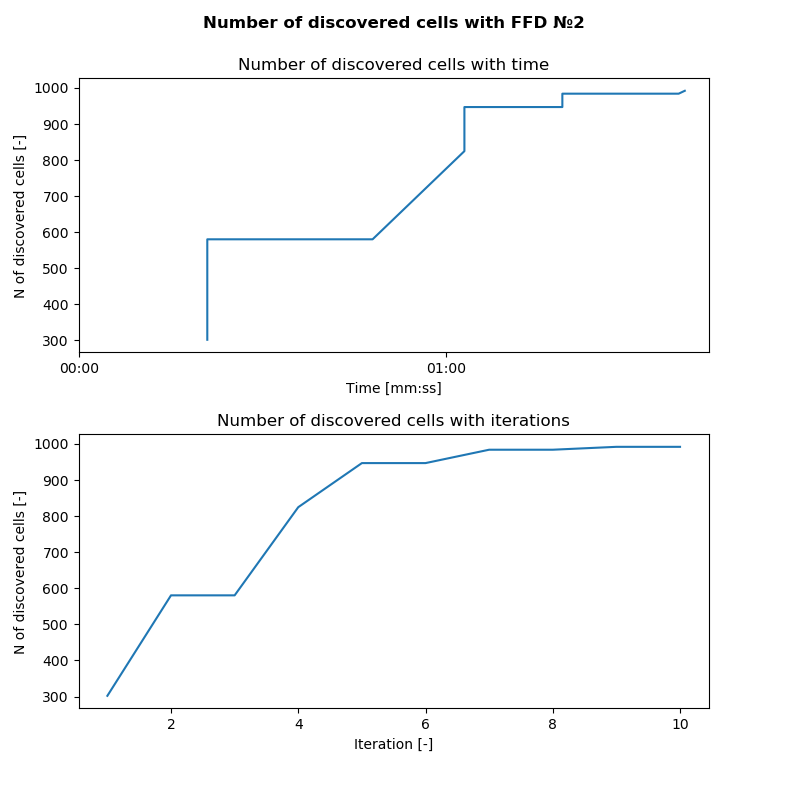 Number of discovered cells with FFD №2
Number of discovered cells with time
N of discovered cells [-]
1000
900
800
700
600
500
400
300
00:00 01:00
Time [mm:ss]
Number of discovered cells with iterations
N of discovered cells [-]
1000
900
800
700
600
500
400
300
2 4 6 8 10
Iteration [-]